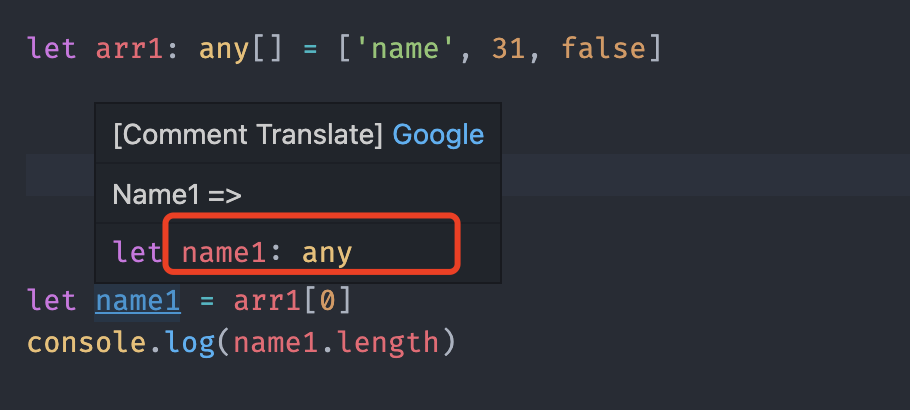 let arr1: any[] = ['name', 31, false]
[Comment Translate] Google
Name1 =>
let name1: any
let name1 = arr1[0]
console.log(name1.length)